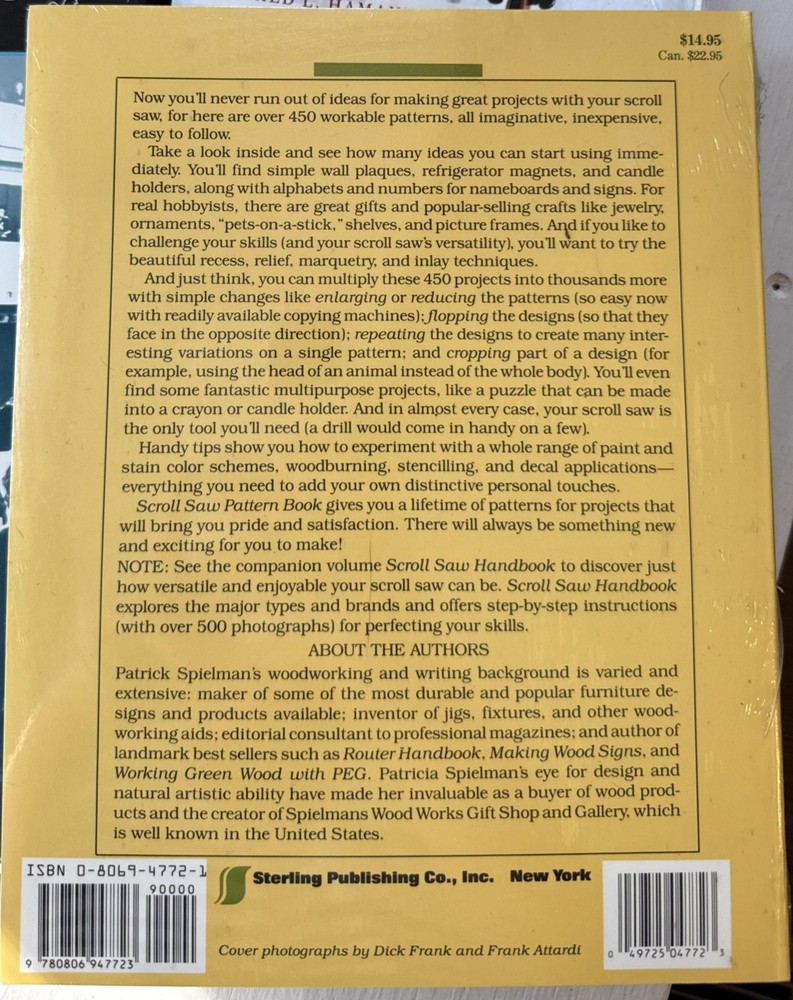 $14.95
Can. $22.95
Now you'll never run out of ideas for making great projects with your scroll
saw, for here are over 450 workable patterns, all imaginative, inexpensive,
easy to follow.
Take a look inside and see how many ideas you can start using imme-
diately. You'll find simple wall plaques, refrigerator magnets, and candle
holders, along with alphabets and numbers for nameboards and signs. For
real hobbyists, there are great gifts and popular-selling crafts like jewelry,
ornaments, "pets-on-a-stick," shelves, and picture frames. And if you like to
challenge your skills (and your scroll saw's versatility), you'll want to try the
beautiful recess, relief, marquetry, and inlay techniques.
And just think, you can multiply these 450 projects into thousands more
with simple changes like enlarging or reducing the patterns (so easy now
with readily available copying machines); flopping the designs (so that they
face in the opposite direction); repeating the designs to create many inter-
esting variations on a single pattern; and cropping part of a design (for
example, using the head of an animal instead of the whole body). You'll even
find some fantastic multipurpose projects, like a puzzle that can be made
into a crayon or candle holder. And in almost every case, your scroll saw is
the only tool you'll need (a drill would come in handy on a few).
Handy tips show you how to experiment with a whole range of paint and
stain color schemes, woodburning, stencilling, and decal applications—
everything you need to add your own distinctive personal touches.
Scroll Saw Pattern Book gives you a lifetime of patterns for projects that
will bring you pride and satisfaction. There will always be something new
and exciting for you to make!
NOTE: See the companion volume Scroll Saw Handbook to discover just
how versatile and enjoyable your scroll saw can be. Scroll Saw Handbook
explores the major types and brands and offers step-by-step instructions
(with over 500 photographs) for perfecting your skills.
ABOUT THE AUTHORS
Patrick Spielman's woodworking and writing background is varied and
extensive: maker of some of the most durable and popular furniture de-
signs and products available; inventor of jigs, fixtures, and other wood-
working aids; editorial consultant to professional magazines; and author of
landmark best sellers such as Router Handbook, Making Wood Signs, and
Working Green Wood with PEG. Patricia Spielman's eye for design and
natural artistic ability have made her invaluable as a buyer of wood prod-
ucts and the creator of Spielmans Wood Works Gift Shop and Gallery, which
is well known in the United States.
ISBN 0-8069-4772-1
90000
9 780806 947723
Sterling Publishing Co., Inc. New York
Cover photographs by Dick Frank and Frank Attardi
0 49725 04772 3